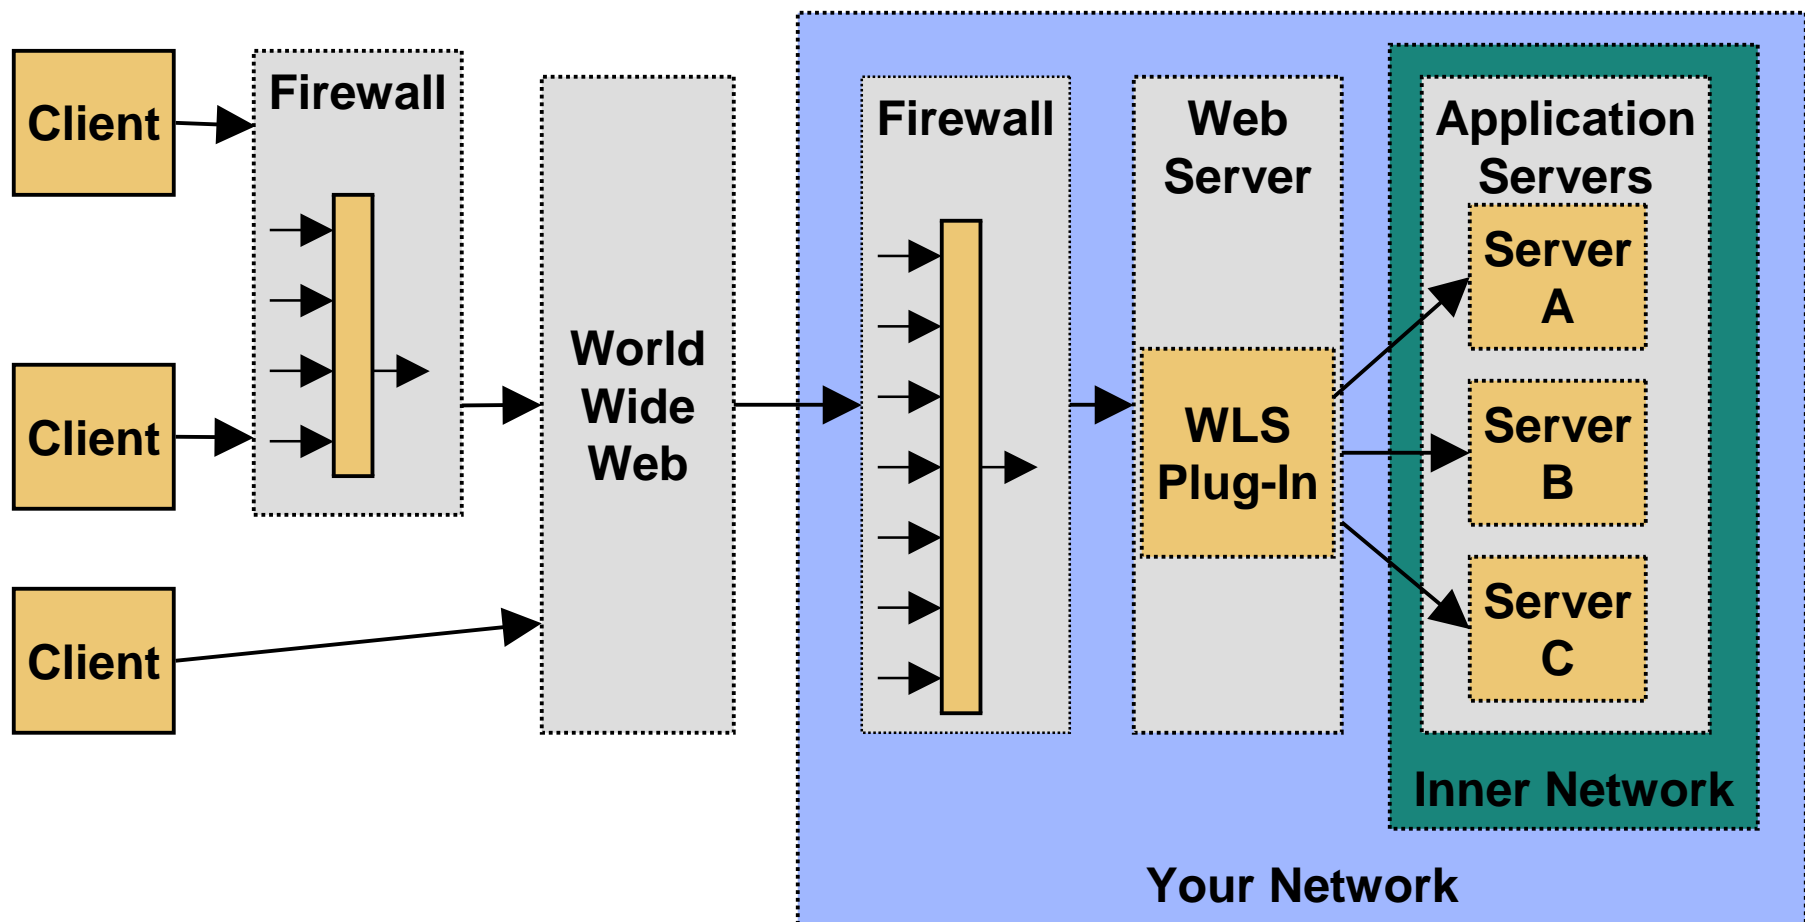 Client
Client
Client
Firewall
World
Wide
Web
Firewall
Web
Server
WLS
Plug-In
Application
Servers
Server
A
Server
B
Server
C
Inner Network
Your Network